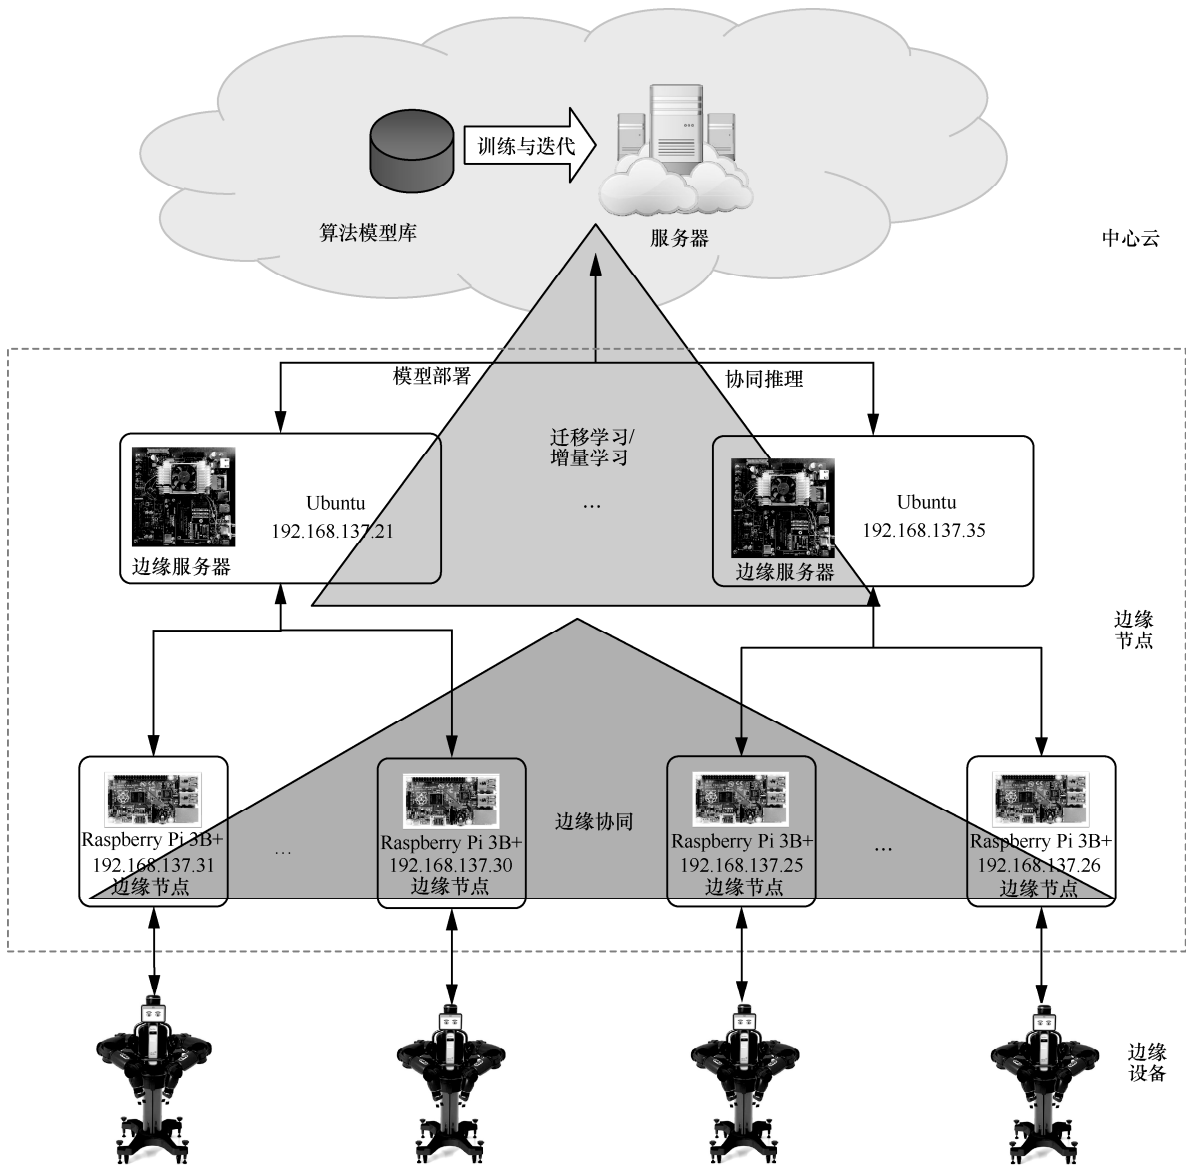 训练与迭代
算法模型库
服务器
中心云
模型部署
协同推理
迁移学习/
增量学习
...
Ubuntu
192.168.137.21
边缘服务器
Ubuntu
192.168.137.35
边缘服务器
边缘
节点
边缘协同
Raspberry Pi 3B+
192.168.137.31
边缘节点
...
Raspberry Pi 3B+
192.168.137.30
边缘节点
Raspberry Pi 3B+
192.168.137.25
边缘节点
...
Raspberry Pi 3B+
192.168.137.26
边缘节点
边缘
设备